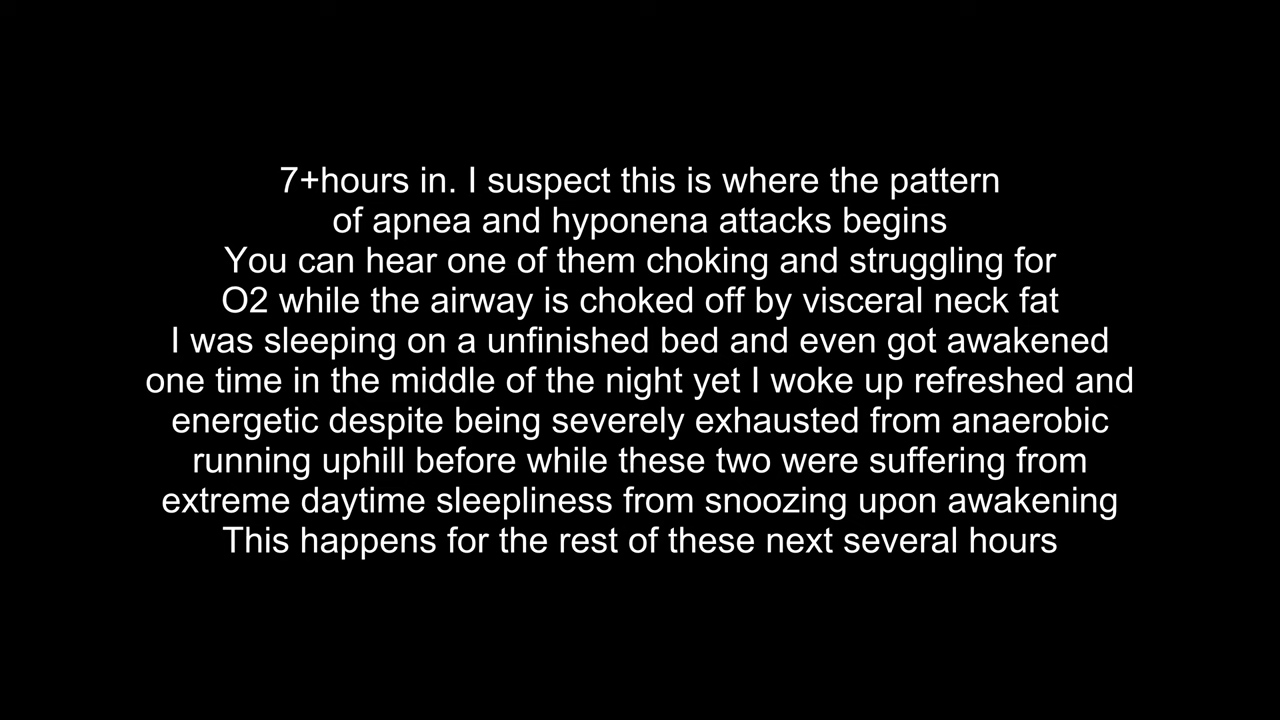 7+hours in. I suspect this is where the pattern
of apnea and hyponena attacks begins
You can hear one of them choking and struggling for
O2 while the airway is choked off by visceral neck fat
I was sleeping on a unfinished bed and even got awakened
one time in the middle of the night yet I woke up refreshed and
energetic despite being severely exhausted from anaerobic
running uphill before while these two were suffering from
extreme daytime sleepliness from snoozing upon awakening
This happens for the rest of these next several hours